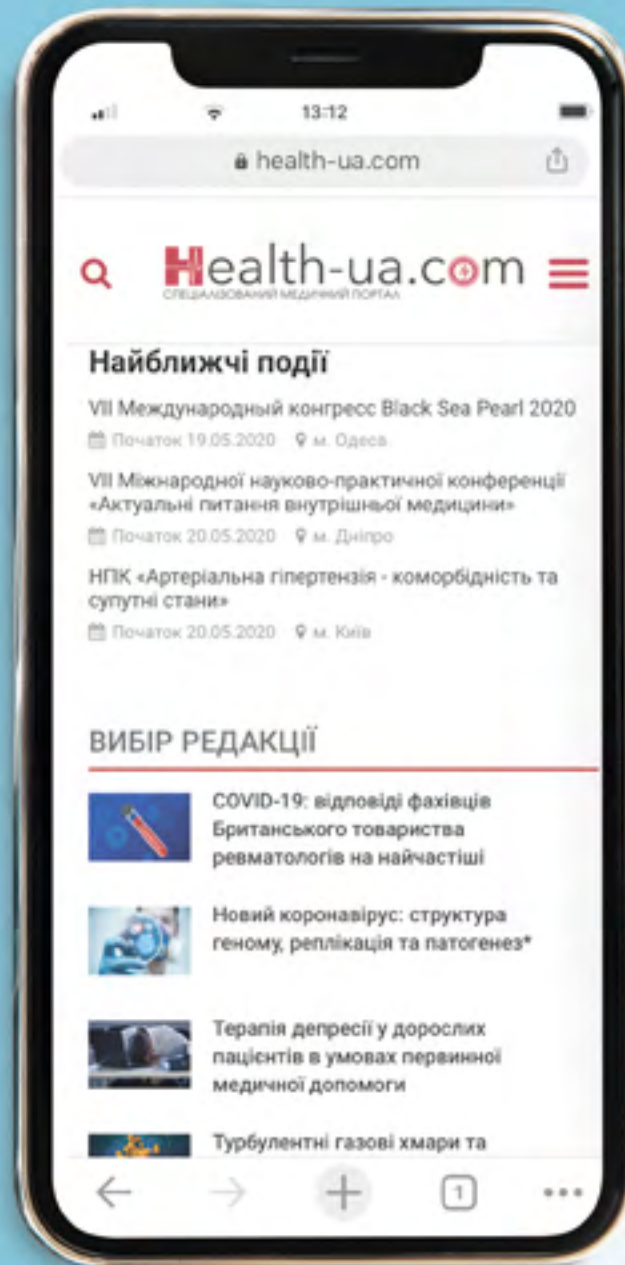 13:12
health-ua.com
Health-ua.com
СПЕЦІАЛІЗОВАНИЙ МЕДИЧНИЙ ПОРТАЛ
Найближчі події
VII Международный конгресс Black Sea Pearl 2020
Початок 19.05.2020 м. Одеса
VII Міжнародної науково-практичної конференції
«Актуальні питання внутрішньої медицини»
Початок 20.05.2020 м. Дніпро
НПК «Артеріальна гіпертензія - коморбідність та
супутні стани»
Початок 20.05.2020 м. Київ
ВИБІР РЕДАКЦІЇ
COVID-19: відповіді фахівців
Британського товариства
ревматологів на найчастіші
Новий коронавірус: структура
геному, реплікація та патогенез*
Терапія депресії у дорослих
пацієнтів в умовах первинної
медичної допомоги
Турбулентні газові хмари та
1